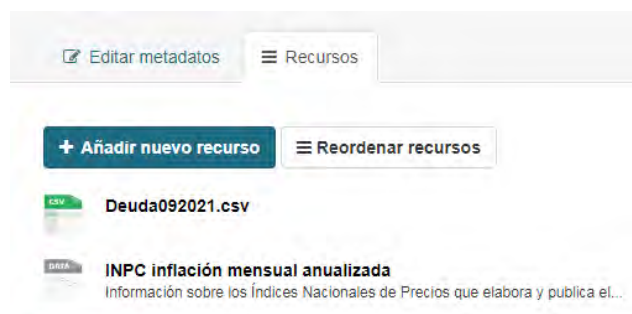 Editar metadatos
Recursos
+ Añadir nuevo recurso
Reordenar recursos
CSV
Deuda092021.csv
DATA
INPC inflación mensual anualizada
Información sobre los Índices Nacionales de Precios que elabora y publica el...